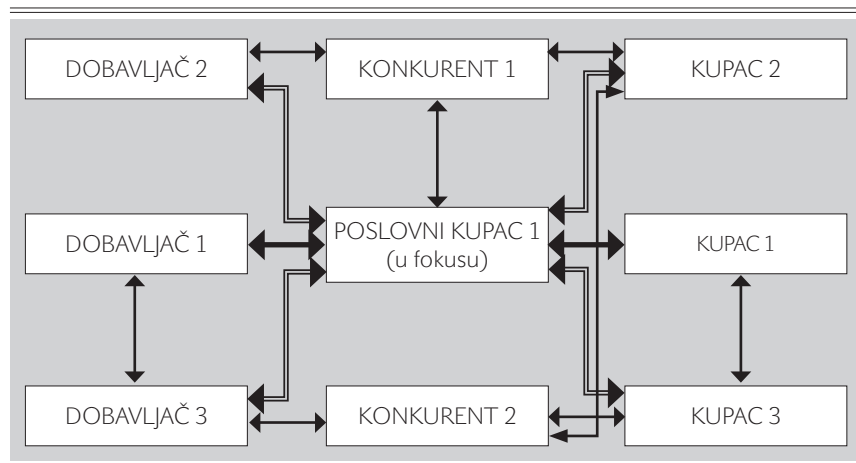 DOBAVLJAČ 2
KONKURENT 1
KUPAC 2
DOBAVLJAČ 1
POSLOVNI KUPAC 1
(u fokusu)
KUPAC 1
DOBAVLJAČ 3
KONKURENT 2
KUPAC 3